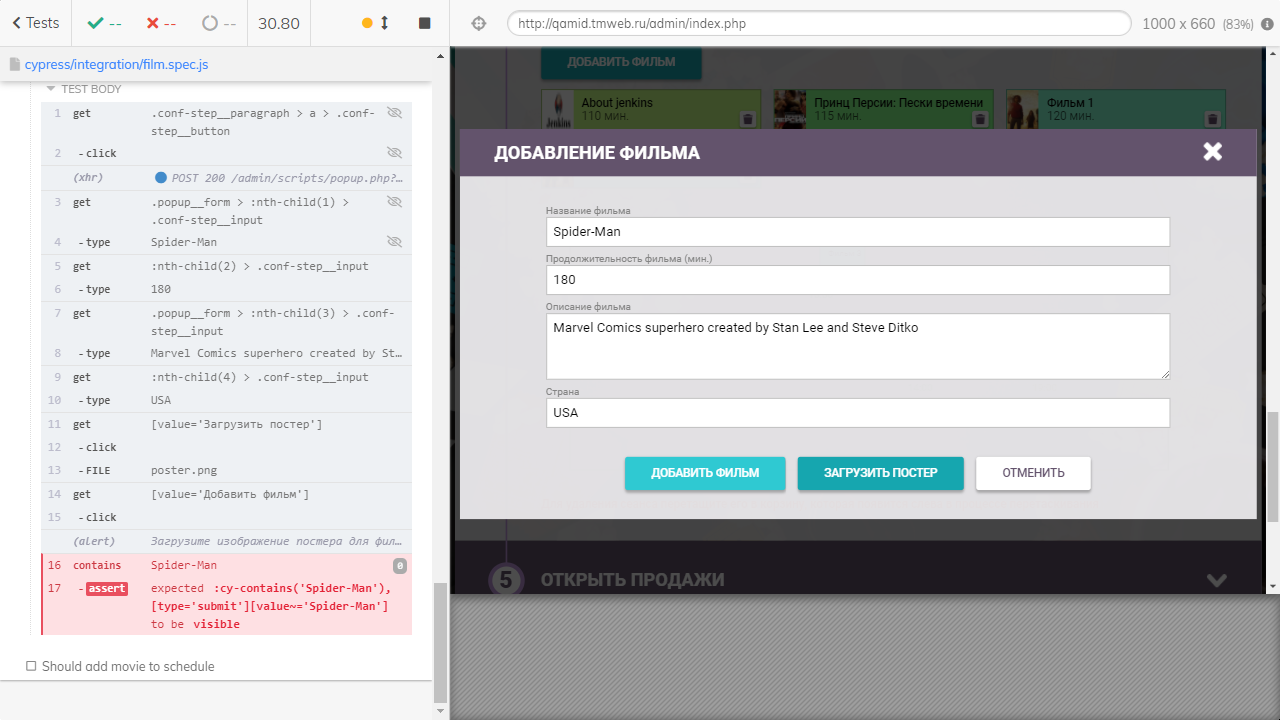 Tests
--
--
--
30.80
http://qamid.tmweb.ru/admin/index.php
1000 x 660 (83%)
cypress/integration/film.spec.js
TEST BODY
1 get .conf-step__paragraph > a > .conf-
step__button
2 -click
(xhr) POST 200 /admin/scripts/popup.php?…
3 get .popup__form > :nth-child(1) >
.conf-step__input
4 -type Spider-Man
5 get :nth-child(2) > .conf-step__input
6 -type 180
7 get .popup__form > :nth-child(3) > .conf-
step__input
8 -type Marvel Comics superhero created by St…
9 get :nth-child(4) > .conf-step__input
10 -type USA
11 get [value='Загрузить постер']
12 -click
13 -FILE poster.png
14 get [value='Добавить фильм']
15 -click
(alert) Загрузите изображение постера для фил…
16 contains Spider-Man 0
17 -assert expected :cy-contains('Spider-Man'),
[type='submit'][value~='Spider-Man']
to be visible
Should add movie to schedule
ДОБАВИТЬ ФИЛЬМ
About jenkins
110 мин.
Принц Персии: Пески времени
115 мин.
Фильм 1
120 мин.
ДОБАВЛЕНИЕ ФИЛЬМА
Название фильма
Spider-Man
Продолжительность фильма (мин.)
180
Описание фильма
Marvel Comics superhero created by Stan Lee and Steve Ditko
Страна
USA
ДОБАВИТЬ ФИЛЬМ ЗАГРУЗИТЬ ПОСТЕР ОТМЕНИТЬ
5 ОТКРЫТЬ ПРОДАЖИ